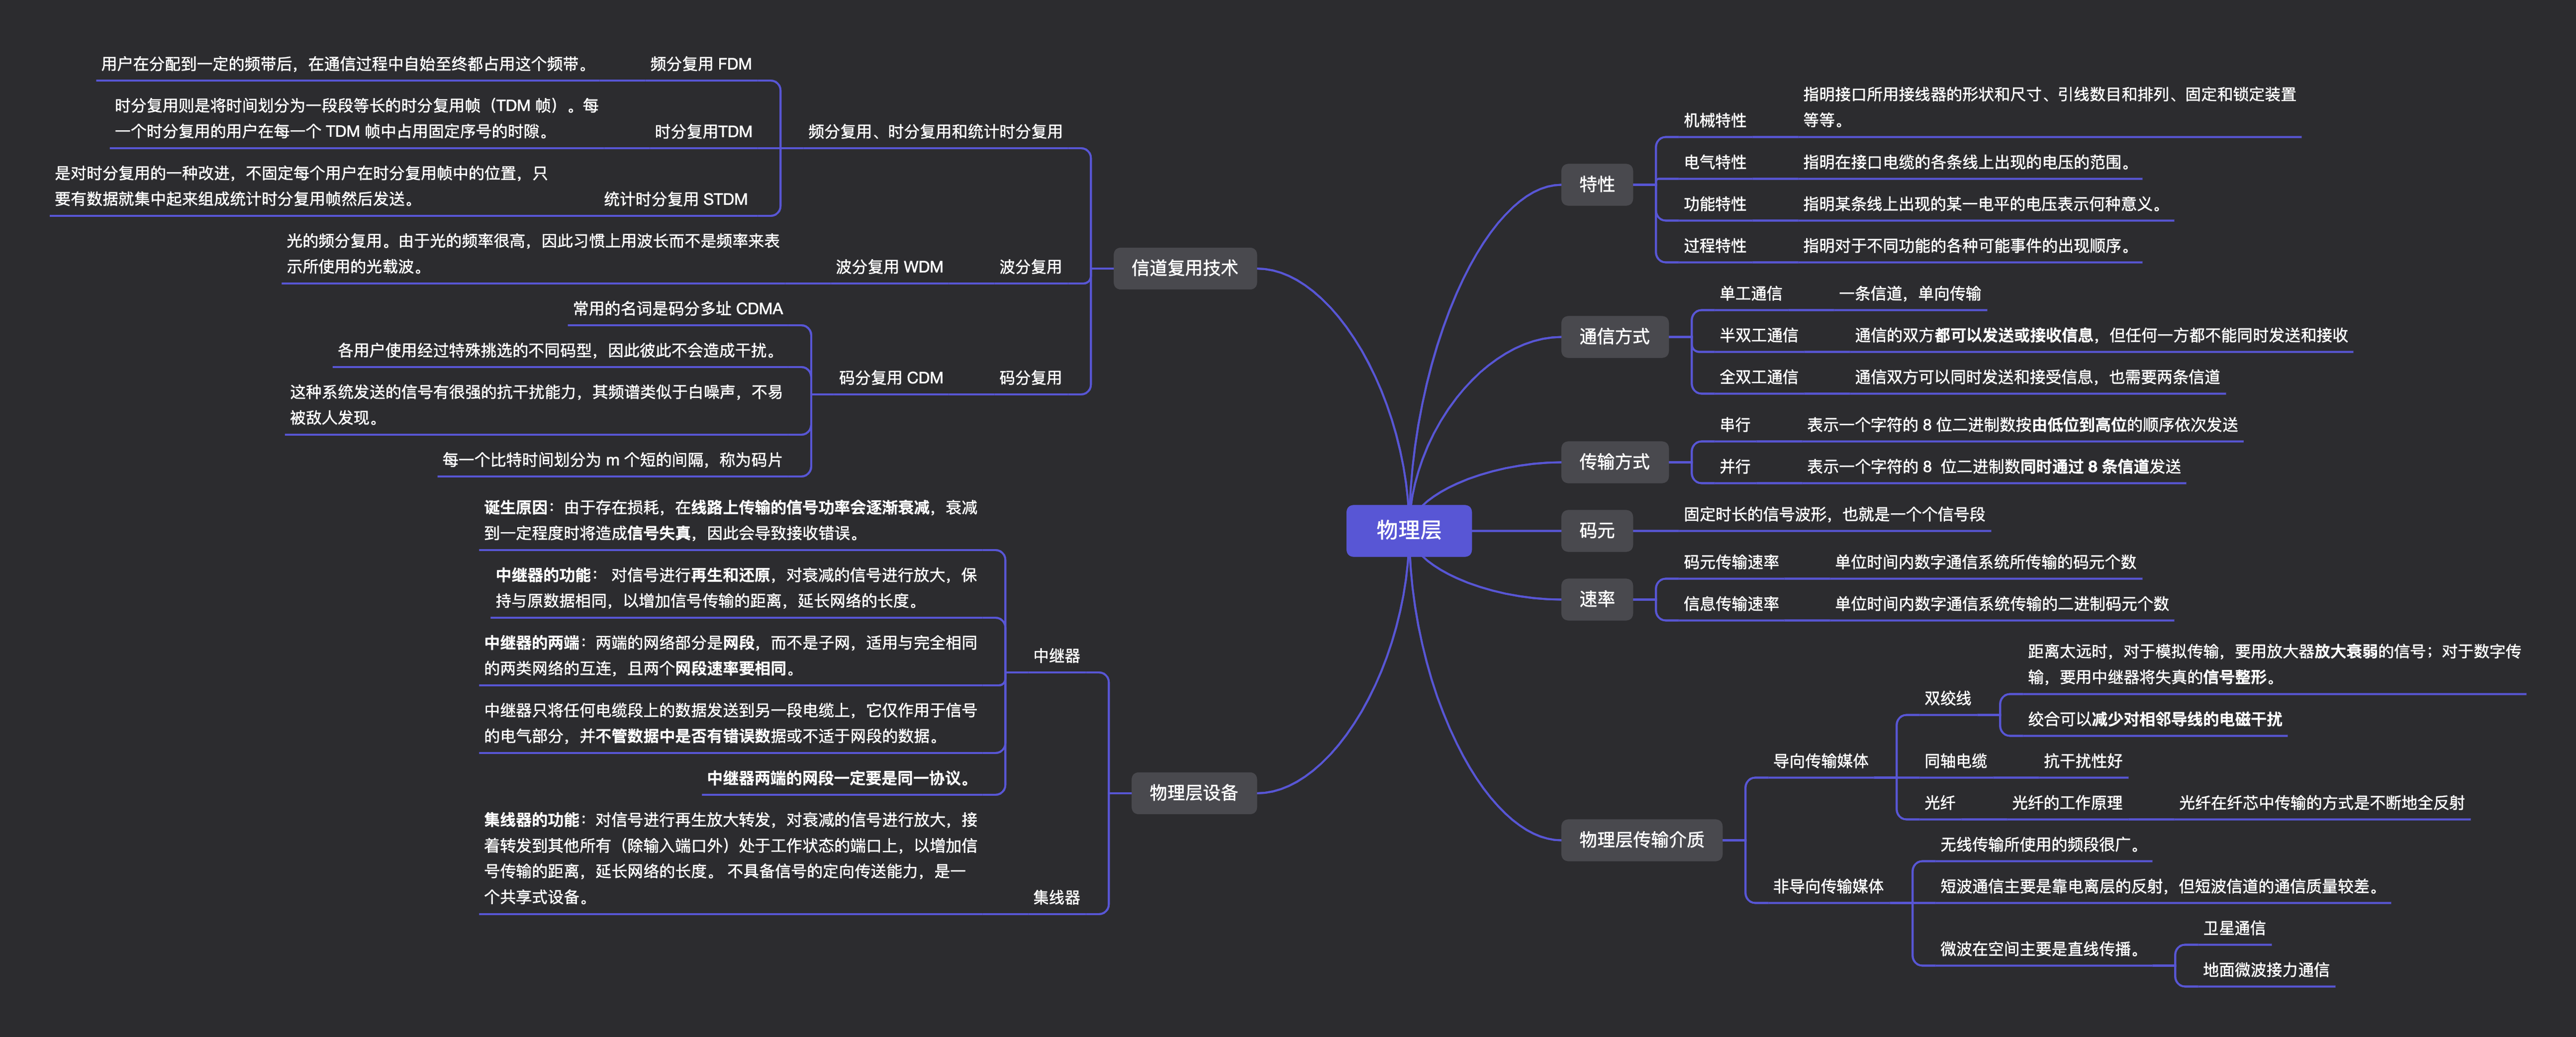 物理层
特性
机械特性
指明接口所用接线器的形状和尺寸、引线数目和排列、固定和锁定装置
等等。
电气特性
指明在接口电缆的各条线上出现的电压的范围。
功能特性
指明某条线上出现的某一电平的电压表示何种意义。
过程特性
指明对于不同功能的各种可能事件的出现顺序。
通信方式
单工通信
一条信道，单向传输
半双工通信
通信的双方都可以发送或接收信息，但任何一方都不能同时发送和接收
全双工通信
通信双方可以同时发送和接受信息，也需要两条信道
传输方式
串行
表示一个字符的 8 位二进制数按由低位到高位的顺序依次发送
并行
表示一个字符的 8 位二进制数同时通过 8 条信道发送
码元
固定时长的信号波形，也就是一个个信号段
速率
码元传输速率
单位时间内数字通信系统所传输的码元个数
信息传输速率
单位时间内数字通信系统传输的二进制码元个数
物理层传输介质
导向传输媒体
双绞线
距离太远时，对于模拟传输，要用放大器放大衰弱的信号；对于数字传
输，要用中继器将失真的信号整形。
绞合可以减少对相邻导线的电磁干扰
同轴电缆
抗干扰性好
光纤
光纤的工作原理
光纤在纤芯中传输的方式是不断地全反射
非导向传输媒体
无线传输所使用的频段很广。
短波通信主要是靠电离层的反射，但短波信道的通信质量较差。
微波在空间主要是直线传播。
卫星通信
地面微波接力通信
信道复用技术
频分复用、时分复用和统计时分复用
频分复用 FDM
用户在分配到一定的频带后，在通信过程中自始至终都占用这个频带。
时分复用TDM
时分复用则是将时间划分为一段段等长的时分复用帧（TDM 帧）。每
一个时分复用的用户在每一个 TDM 帧中占用固定序号的时隙。
统计时分复用 STDM
是对时分复用的一种改进，不固定每个用户在时分复用帧中的位置，只
要有数据就集中起来组成统计时分复用帧然后发送。
波分复用
波分复用 WDM
光的频分复用。由于光的频率很高，因此习惯上用波长而不是频率来表
示所使用的光载波。
码分复用
码分复用 CDM
常用的名词是码分多址 CDMA
各用户使用经过特殊挑选的不同码型，因此彼此不会造成干扰。
这种系统发送的信号有很强的抗干扰能力，其频谱类似于白噪声，不易
被敌人发现。
每一个比特时间划分为 m 个短的间隔，称为码片
物理层设备
中继器
诞生原因：由于存在损耗，在线路上传输的信号功率会逐渐衰减，衰减
到一定程度时将造成信号失真，因此会导致接收错误。
中继器的功能： 对信号进行再生和还原，对衰减的信号进行放大，保
持与原数据相同，以增加信号传输的距离，延长网络的长度。
中继器的两端：两端的网络部分是网段，而不是子网，适用与完全相同
的两类网络的互连，且两个网段速率要相同。
中继器只将任何电缆段上的数据发送到另一段电缆上，它仅作用于信号
的电气部分，并不管数据中是否有错误数据或不适于网段的数据。
中继器两端的网段一定要是同一协议。
集线器
集线器的功能：对信号进行再生放大转发，对衰减的信号进行放大，接
着转发到其他所有（除输入端口外）处于工作状态的端口上，以增加信
号传输的距离，延长网络的长度。 不具备信号的定向传送能力，是一
个共享式设备。